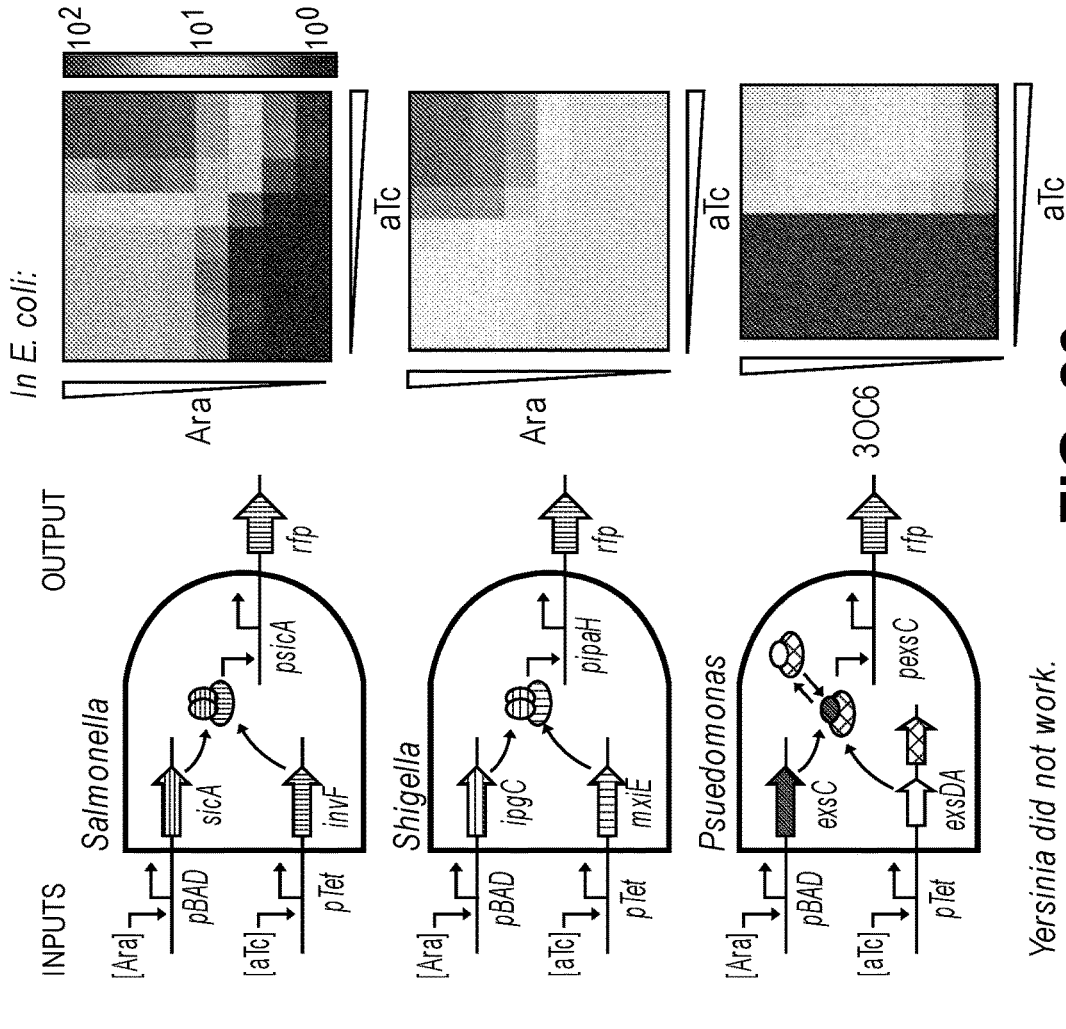 INPUTS
OUTPUT
In E. coli:
Salmonella
[Ara]
pBAD
sicA
[aTc]
pTet
invF
psicA
rfp
Ara
aTc
10²
10¹
10⁰
Shigella
[Ara]
pBAD
ipgC
[aTc]
pTet
mxiE
pipaH
rfp
Ara
aTc
Psuedomonas
[Ara]
pBAD
exsC
[aTc]
pTet
exsDA
pexsC
rfp
3OC6
aTc
Yersinia did not work.